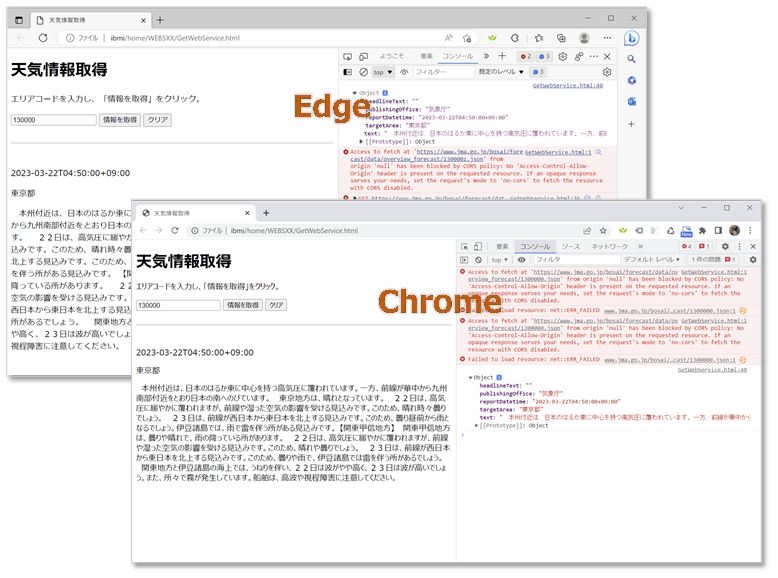 天気情報取得
ファイル ibmi/home/WEBSXX/GetWebService.html
天気情報取得
エリアコードを入力し、「情報を取得」をクリック。
130000 情報を取得 クリア
2023-03-22T04:50:00+09:00
東京都
本州付近は、日本のはるか東に
から九州南部付近をとおり日本の
ます。 22日は、高気圧に緩やか
込みです。このため、晴れ時々
北上する見込みです。このため、
を伴う所がある見込みです。 【
降っている所があります。 22
空気の影響を受ける見込みです。
西日本から東日本を北上する見
があるでしょう。 関東地方と伊
や高く、23日は波が高いでしょ
視程障害に注意してください。
Edge
ようこそ 要素 コンソール 2 3
top フィルター 既定のレベル 3
GetWebService.html:40
Object
headlineText: ""
publishingOffice: "気象庁"
reportDatetime: "2023-03-22T04:50:00+09:00"
targetArea: "東京都"
text: " 本州付近は、日本のはるか東に中心を持つ高気圧に覆われています。一方、前
[[Prototype]]: Object
Access to fetch at 'https://www.jma.go.jp/bosai/fore GetWebService.html:1
cast/data/overview_forecast/1300000.json' from
origin 'null' has been blocked by CORS policy: No 'Access-Control-Allow-
Origin' header is present on the requested resource. If an opaque
response serves your needs, set the request's mode to 'no-cors' to fetch
the resource with CORS disabled.
天気情報取得
ファイル ibmi/home/WEBSXX/GetWebService.html
天気情報取得
エリアコードを入力し、「情報を取得」をクリック。
130000 情報を取得 クリア
2023-03-22T04:50:00+09:00
東京都
本州付近は、日本のはるか東に中心を持つ高気圧に覆われています。一方、前線が華中から九州
南部付近をとおり日本の南へのびています。 東京地方は、晴れとなっています。 22日は、高気
圧に緩やかに覆われますが、前線や湿った空気の影響を受ける見込みです。このため、晴れ時々曇り
でしょう。 23日は、前線が西日本から東日本を北上する見込みです。このため、曇り昼前から雨と
なるでしょう。伊豆諸島では、雨で雷を伴う所がある見込みです。【関東甲信地方】 関東甲信地方
は、曇りや晴れで、雨の降っている所があります。 22日は、高気圧に緩やかに覆われますが、前線
や湿った空気の影響を受ける見込みです。このため、晴れや曇りでしょう。 23日は、前線が西日本
から東日本を北上する見込みです。このため、曇りや雨で、伊豆諸島では雷を伴う所があるでしょう。
関東地方と伊豆諸島の海上では、うねりを伴い、22日は波がやや高く、23日は波が高いでしょ
う。また、所々で霧が発生しています。船舶は、高波や視程障害に注意してください。
Chrome
要素 コンソール ソース ネットワーク 4 1
top フィルタ デフォルト レベル 1 件の問題: 1
Access to fetch at 'https://www.jma.go.jp/bosai/forecast/data/ov GetWebService.html:1
erview_forecast/1300000.json' from origin 'null' has been blocked by CORS policy: No
'Access-Control-Allow-Origin' header is present on the requested resource. If an
opaque response serves your needs, set the request's mode to 'no-cors' to fetch the
resource with CORS disabled.
Failed to load resource: net::ERR_FAILED www.jma.go.jp/bosai/…cast/1300000.json:1
Access to fetch at 'https://www.jma.go.jp/bosai/forecast/data/ov GetWebService.html:1
erview_forecast/1300000.json' from origin 'null' has been blocked by CORS policy: No
'Access-Control-Allow-Origin' header is present on the requested resource. If an
opaque response serves your needs, set the request's mode to 'no-cors' to fetch the
resource with CORS disabled.
Failed to load resource: net::ERR_FAILED www.jma.go.jp/bosai/…cast/1300000.json:1
GetWebService.html:40
Object
headlineText: ""
publishingOffice: "気象庁"
reportDatetime: "2023-03-22T04:50:00+09:00"
targetArea: "東京都"
text: " 本州付近は、日本のはるか東に中心を持つ高気圧に覆われています。一方、前線が華中か
[[Prototype]]: Object